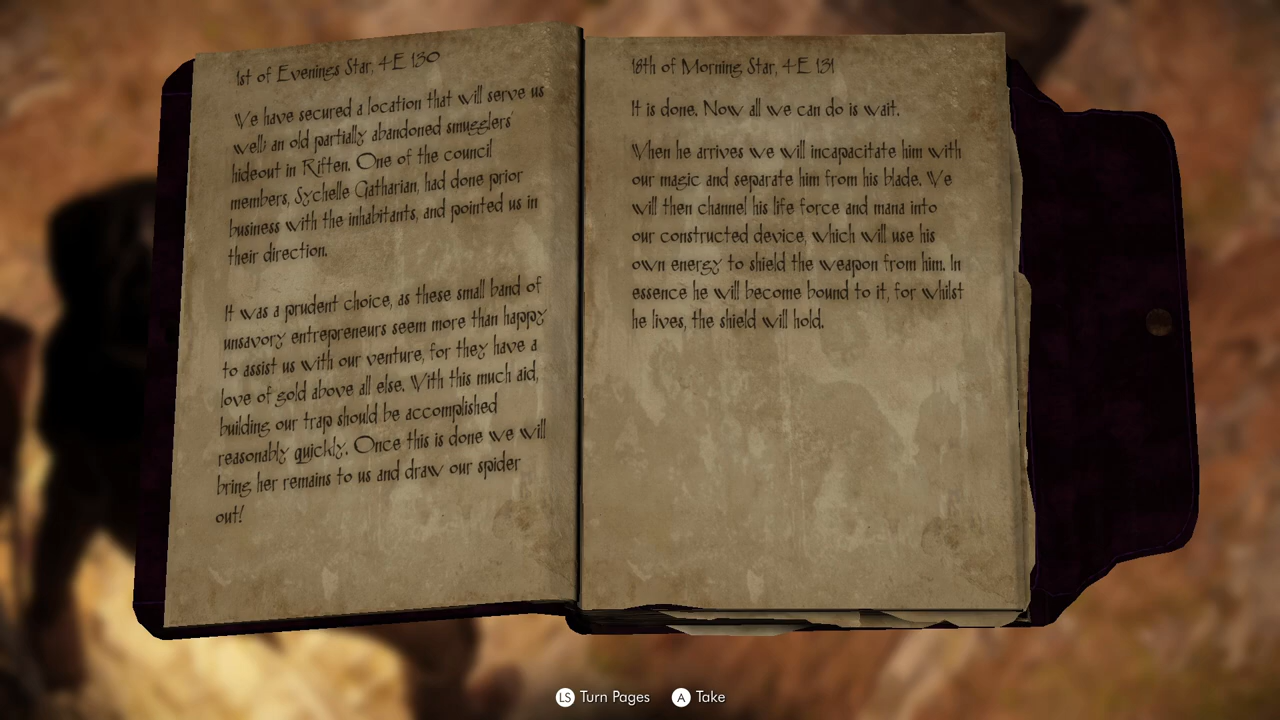 1st of Evenings Star, 4E 130
We have secured a location that will serve us
well; an old partially abandoned smugglers'
hideout in Riften. One of the council
members, Sychelle Gatharian, had done prior
business with the inhabitants, and pointed us in
their direction.
It was a prudent choice, as these small band of
unsavory entrepreneurs seem more than happy
to assist us with our venture, for they have a
love of gold above all else. With this much aid,
building our trap should be accomplished
reasonably quickly. Once this is done we will
bring her remains to us and draw our spider
out!
18th of Morning Star, 4E 131
It is done. Now all we can do is wait.
When he arrives we will incapacitate him with
our magic and separate him from his blade. We
will then channel his life force and mana into
our constructed device, which will use his
own energy to shield the weapon from him. In
essence he will become bound to it, for whilst
he lives, the shield will hold.
LS Turn Pages A Take